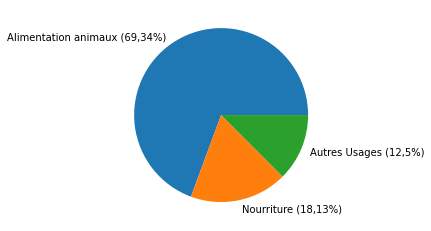 Alimentation animaux (69,34%)
Autres Usages (12,5%)
Nourriture (18,13%)